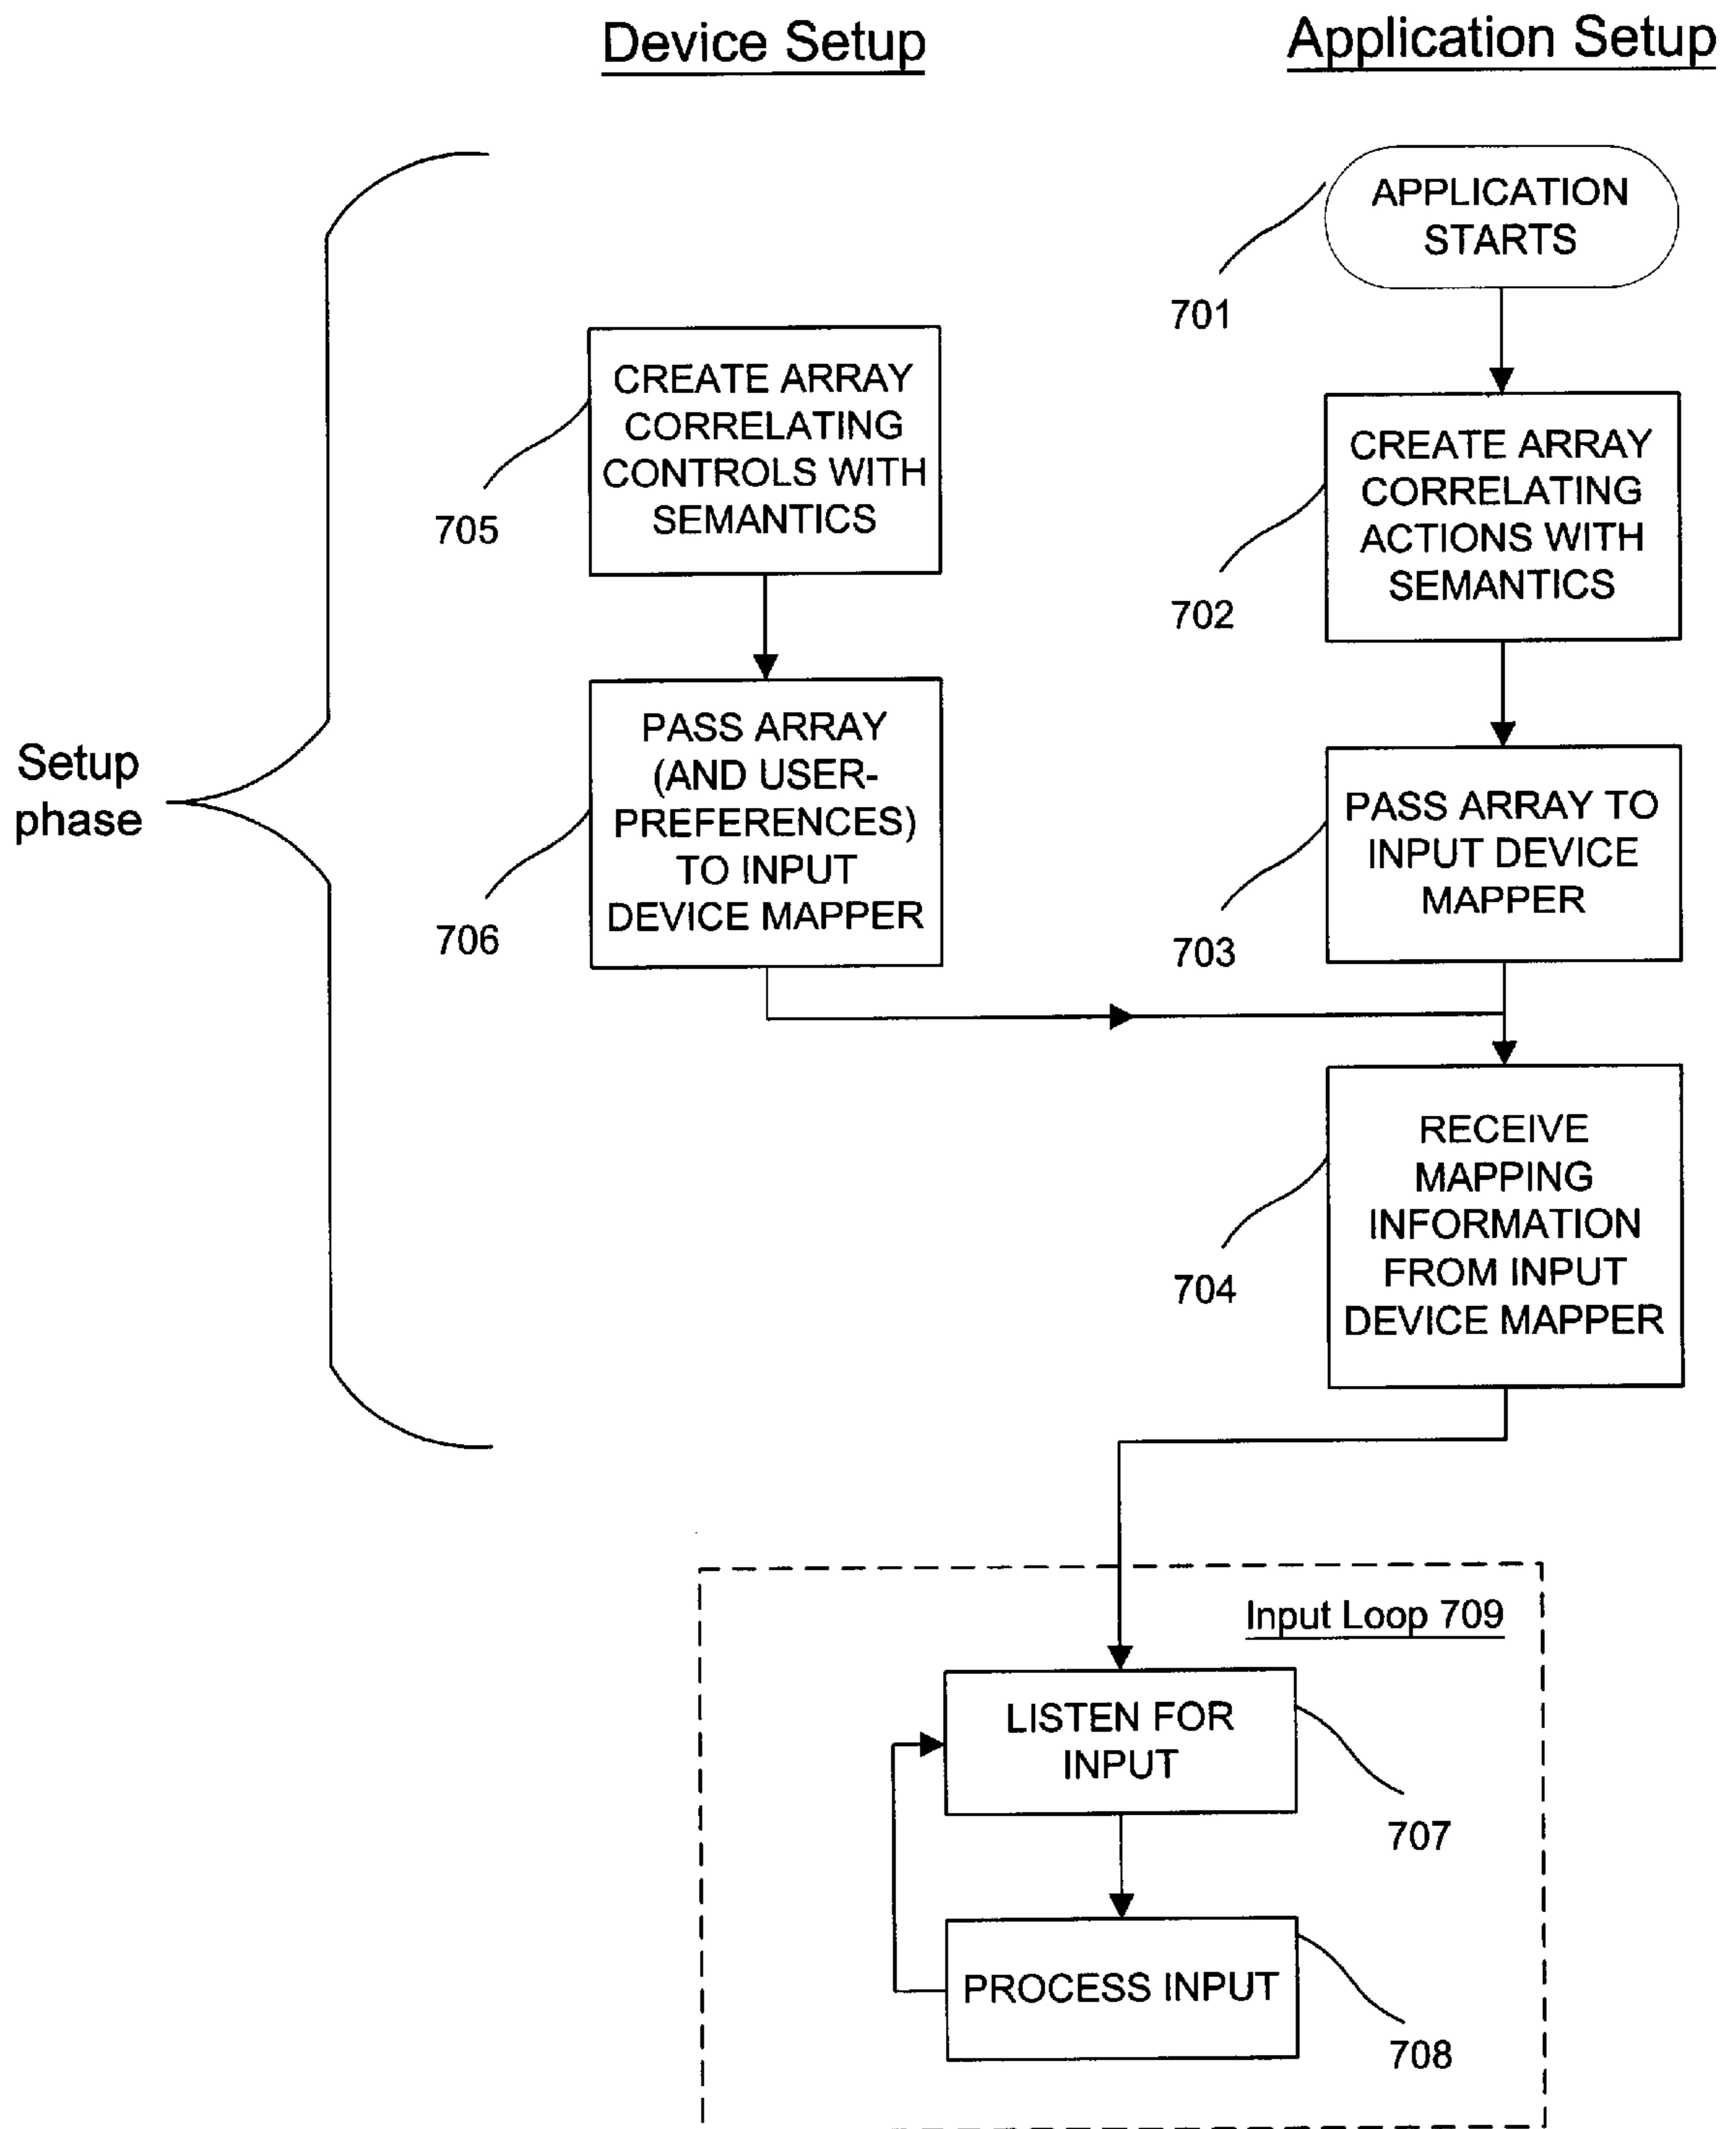 Device Setup
Application Setup
APPLICATION
STARTS
701
CREATE ARRAY
CORRELATING
CONTROLS WITH
SEMANTICS
705
CREATE ARRAY
CORRELATING
ACTIONS WITH
SEMANTICS
702
PASS ARRAY
(AND USER-
PREFERENCES)
TO INPUT
DEVICE MAPPER
706
Setup
phase
PASS ARRAY TO
INPUT DEVICE
MAPPER
703
RECEIVE
MAPPING
INFORMATION
FROM INPUT
DEVICE MAPPER
704
Input Loop 709
LISTEN FOR
INPUT
707
PROCESS INPUT
708